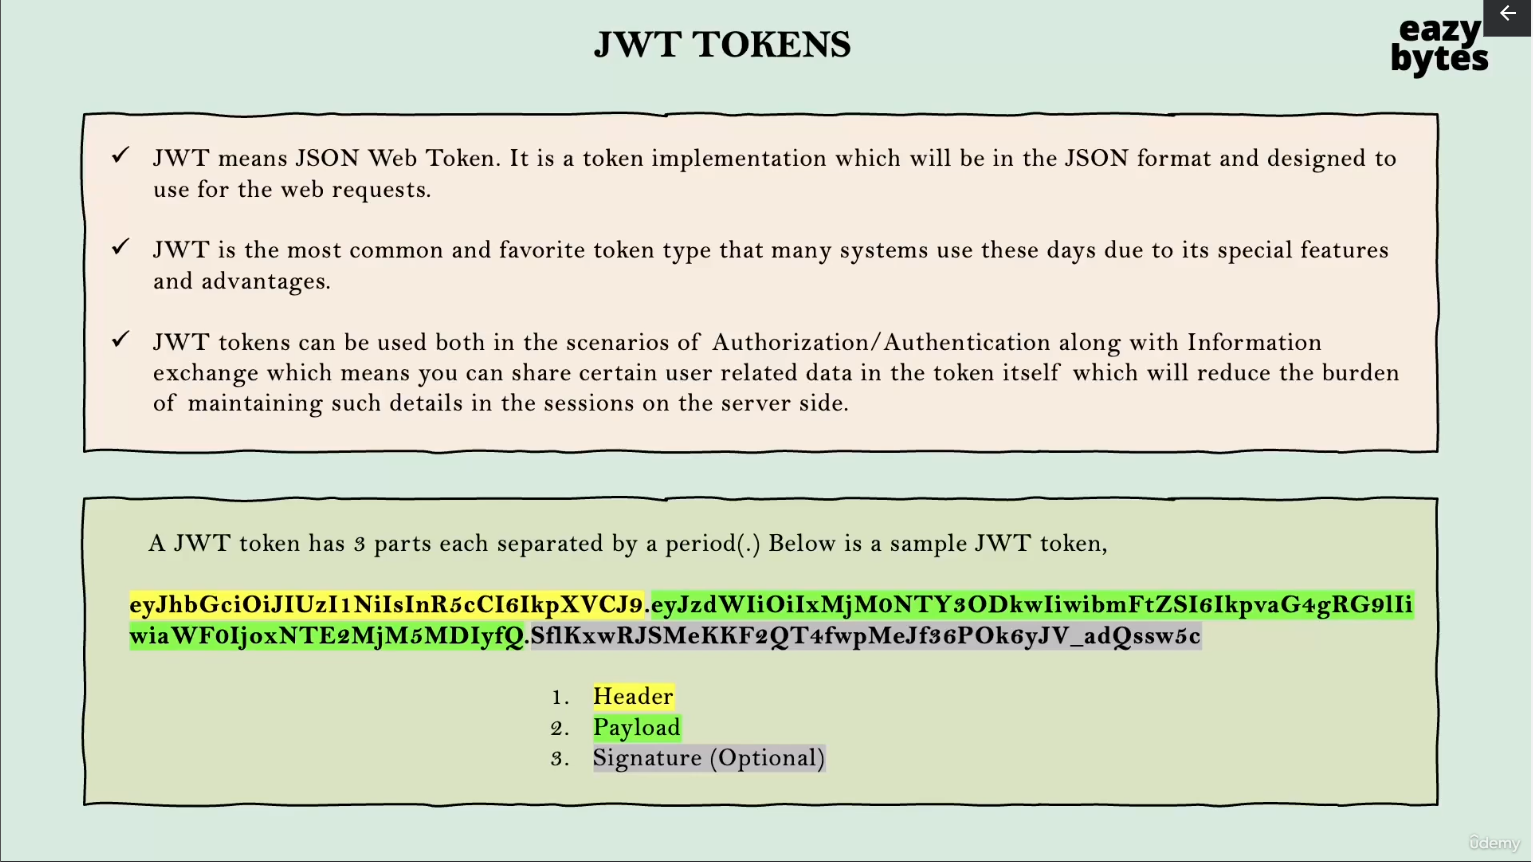 JWT TOKENS
eazy
bytes
✓ JWT means JSON Web Token. It is a token implementation which will be in the JSON format and designed to
use for the web requests.
✓ JWT is the most common and favorite token type that many systems use these days due to its special features
and advantages.
✓ JWT tokens can be used both in the scenarios of Authorization/Authentication along with Information
exchange which means you can share certain user related data in the token itself which will reduce the burden
of maintaining such details in the sessions on the server side.
A JWT token has 3 parts each separated by a period(.) Below is a sample JWT token,
eyJhbGciOiJIUzI1NiIsInR5cCI6IkpXVCJ9.eyJzdWIiOiIxMjM0NTY3ODkwIiwibmFtZSI6IkpvaG4gRG9lIi
wiaWF0IjoxNTE2MjM5MDIyfQ.SflKxwRJSMeKKF2QT4fwpMeJf36POk6yJV_adQssw5c
1. Header
2. Payload
3. Signature (Optional)
ûdemy